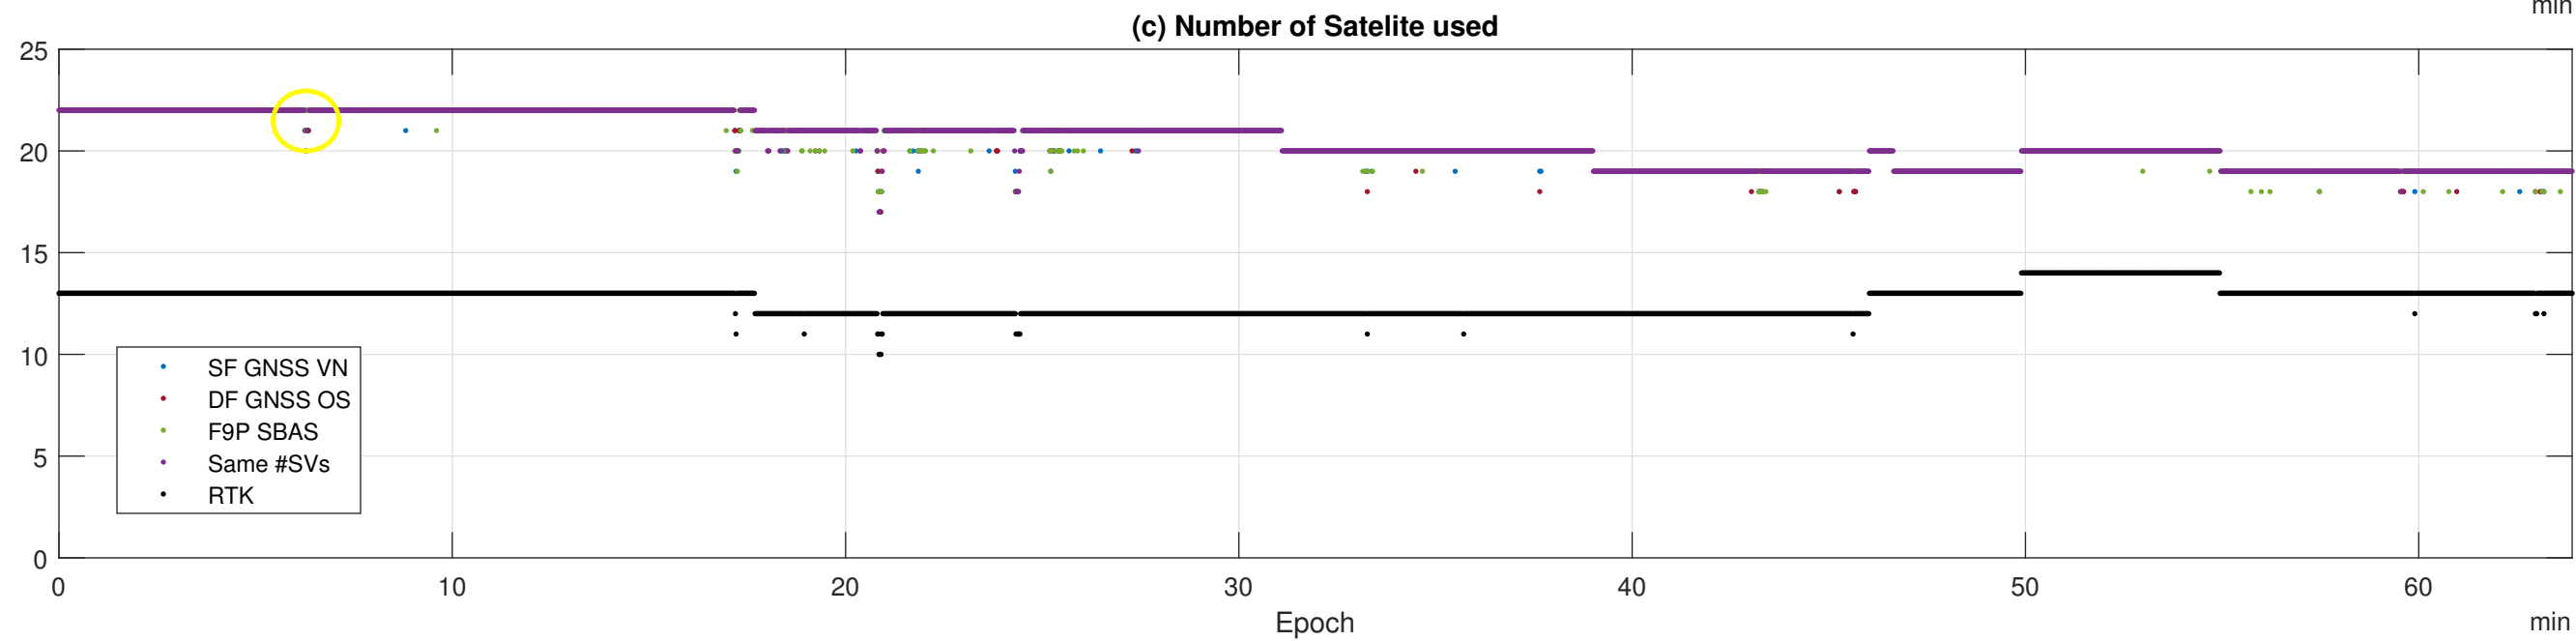 min
(c) Number of Satelite used
25
20
15
10
5
0
SF GNSS VN
DF GNSS OS
F9P SBAS
Same #SVs
RTK
0 10 20 30 40 50 60
Epoch
min